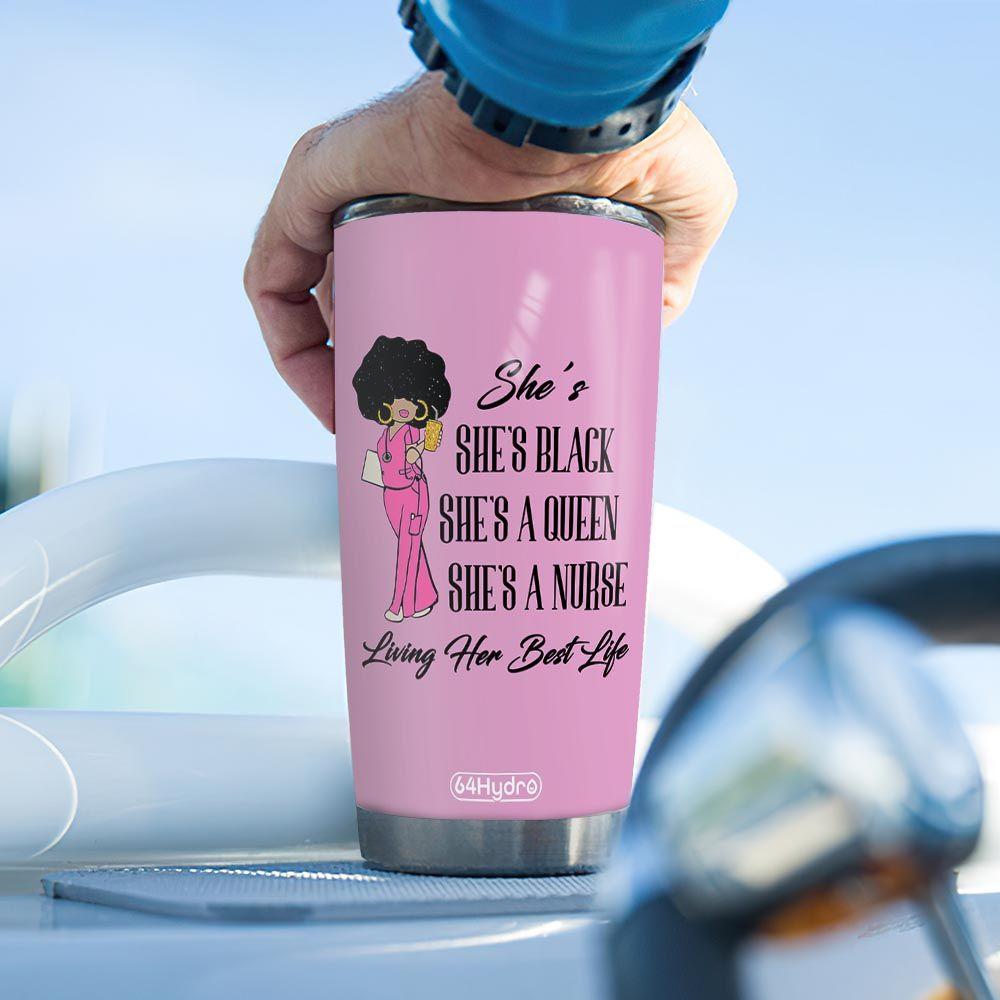 She's
SHE'S BLACK
SHE'S A QUEEN
SHE'S A NURSE
Living Her Best Life
64Hydro